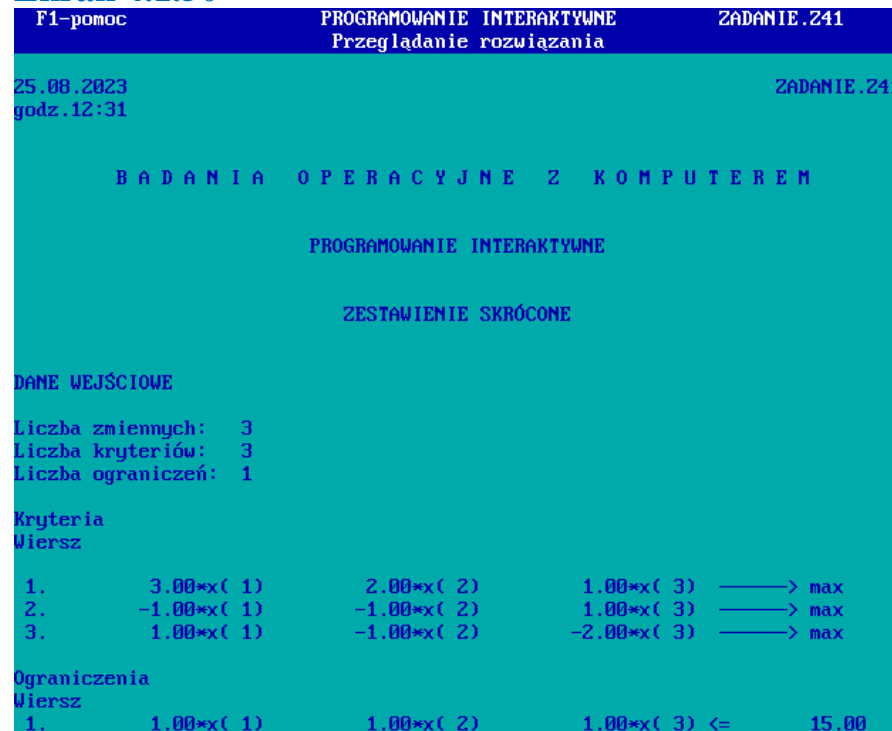 F1-pomoc PROGRAMOWANIE INTERAKTYWNE ZADANIE.Z41
Przeglądanie rozwiązania
25.08.2023 ZADANIE.Z4
godz.12:31
B A D A N I A O P E R A C Y J N E Z K O M P U T E R E M
PROGRAMOWANIE INTERAKTYWNE
ZESTAWIENIE SKRÓCONE
DANE WEJŚCIOWE
Liczba zmiennych: 3
Liczba kryteriów: 3
Liczba ograniczeń: 1
Kryteria
Wiersz
1. 3.00*x( 1) 2.00*x( 2) 1.00*x( 3) ────> max
2. -1.00*x( 1) -1.00*x( 2) 1.00*x( 3) ────> max
3. 1.00*x( 1) -1.00*x( 2) -2.00*x( 3) ────> max
Ograniczenia
Wiersz
1. 1.00*x( 1) 1.00*x( 2) 1.00*x( 3) <= 15.00